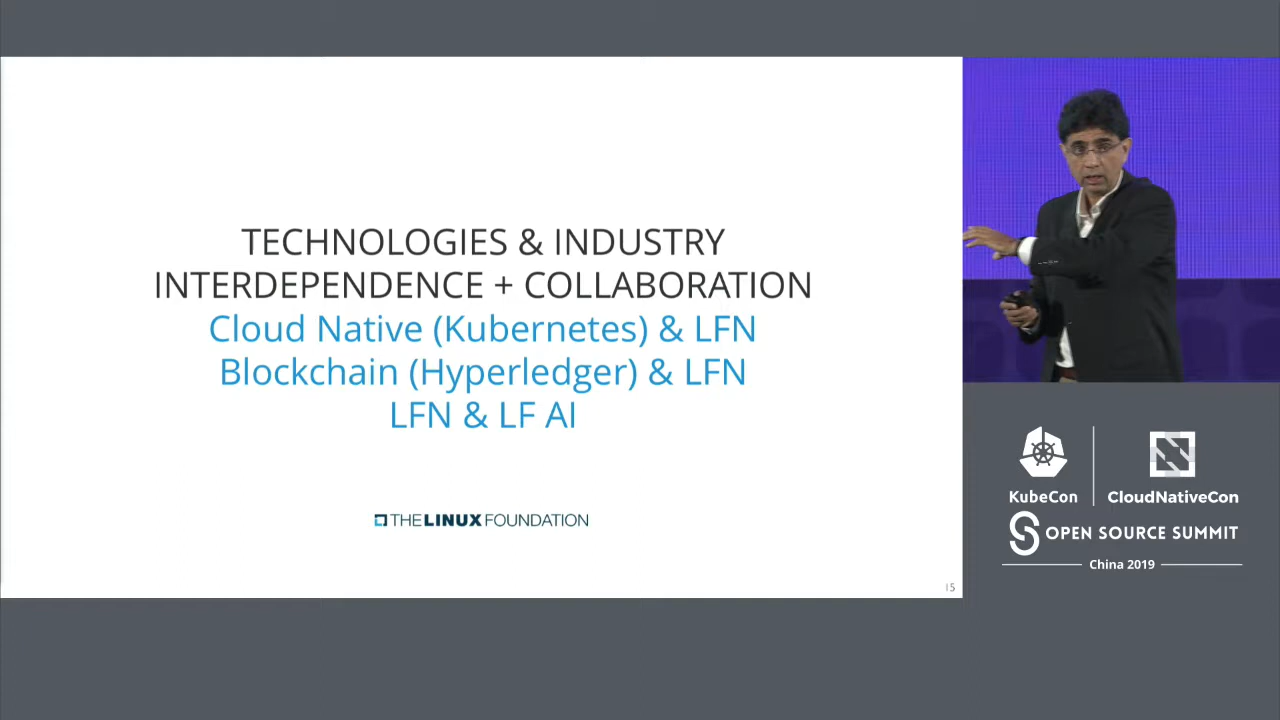 TECHNOLOGIES & INDUSTRY
INTERDEPENDENCE + COLLABORATION
Cloud Native (Kubernetes) & LFN
Blockchain (Hyperledger) & LFN
LFN & LF AI
THE LINUX FOUNDATION
15
KubeCon
CloudNativeCon
OPEN SOURCE SUMMIT
China 2019